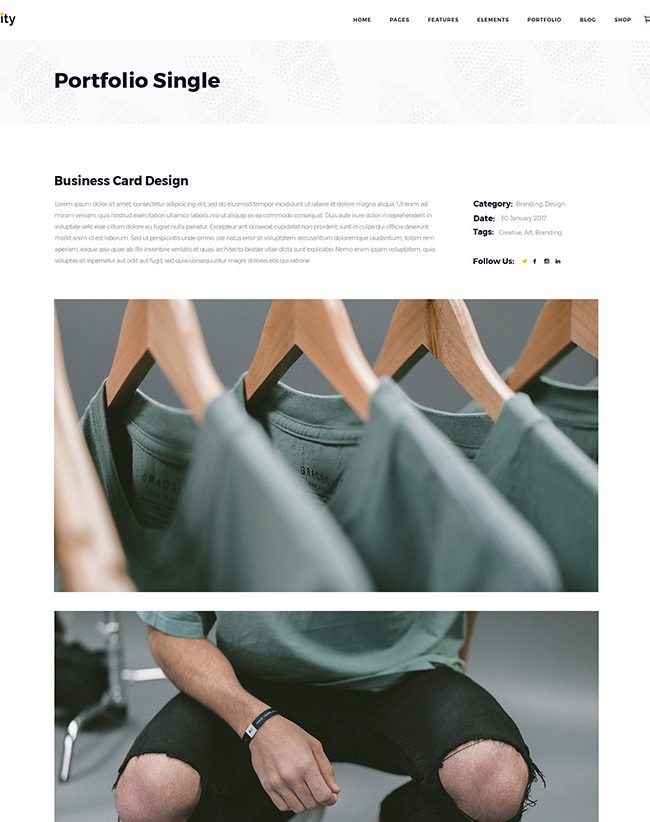 ity
HOME PAGES FEATURES ELEMENTS PORTFOLIO BLOG SHOP
Portfolio Single
Business Card Design
Lorem ipsum dolor sit amet, consectetur adipisicing elit, sed do eiusmod tempor incididunt ut labore et dolore magna aliqua. Ut enim ad
minim veniam, quis nostrud exercitation ullamco laboris nisi ut aliquip ex ea commodo consequat. Duis aute irure dolor in reprehenderit in
voluptate velit esse cillum dolore eu fugiat nulla pariatur. Excepteur sint occaecat cupidatat non proident, sunt in culpa qui officia deserunt
mollit anim id est laborum. Sed ut perspiciatis unde omnis iste natus error sit voluptatem accusantium doloremque laudantium, totam rem
aperiam, eaque ipsa quae ab illo inventore veritatis et quasi architecto beatae vitae dicta sunt explicabo. Nemo enim ipsam voluptatem, quia
voluptas sit aspernatur aut odit aut fugit, sed quia consequuntur magni dolores eos qui ratione.
Category: Branding, Design
Date: 30 January 2017
Tags: Creative, Art, Branding
Follow Us:
GRACE
GRACE